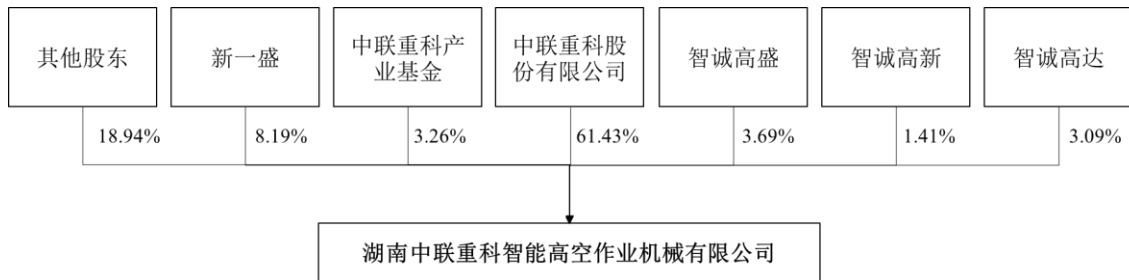 其他股东
新一盛
中联重科产
业基金
中联重科股
份有限公司
智诚高盛
智诚高新
智诚高达
18.94%
8.19%
3.26%
61.43%
3.69%
1.41%
3.09%
湖南中联重科智能高空作业机械有限公司